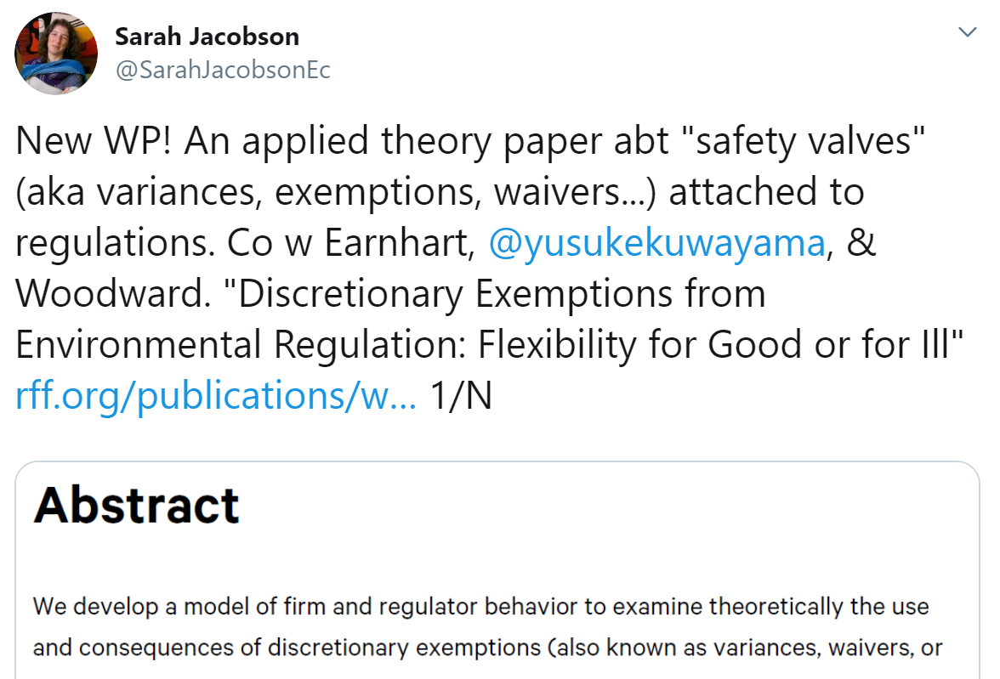 Sarah Jacobson
@SarahJacobsonEc
New WP! An applied theory paper abt "safety valves"
(aka variances, exemptions, waivers...) attached to
regulations. Co w Earnhart, @yusukekuwayama, &
Woodward. "Discretionary Exemptions from
Environmental Regulation: Flexibility for Good or for Ill"
rff.org/publications/w... 1/N
Abstract
We develop a model of firm and regulator behavior to examine theoretically the use
and consequences of discretionary exemptions (also known as variances, waivers, or